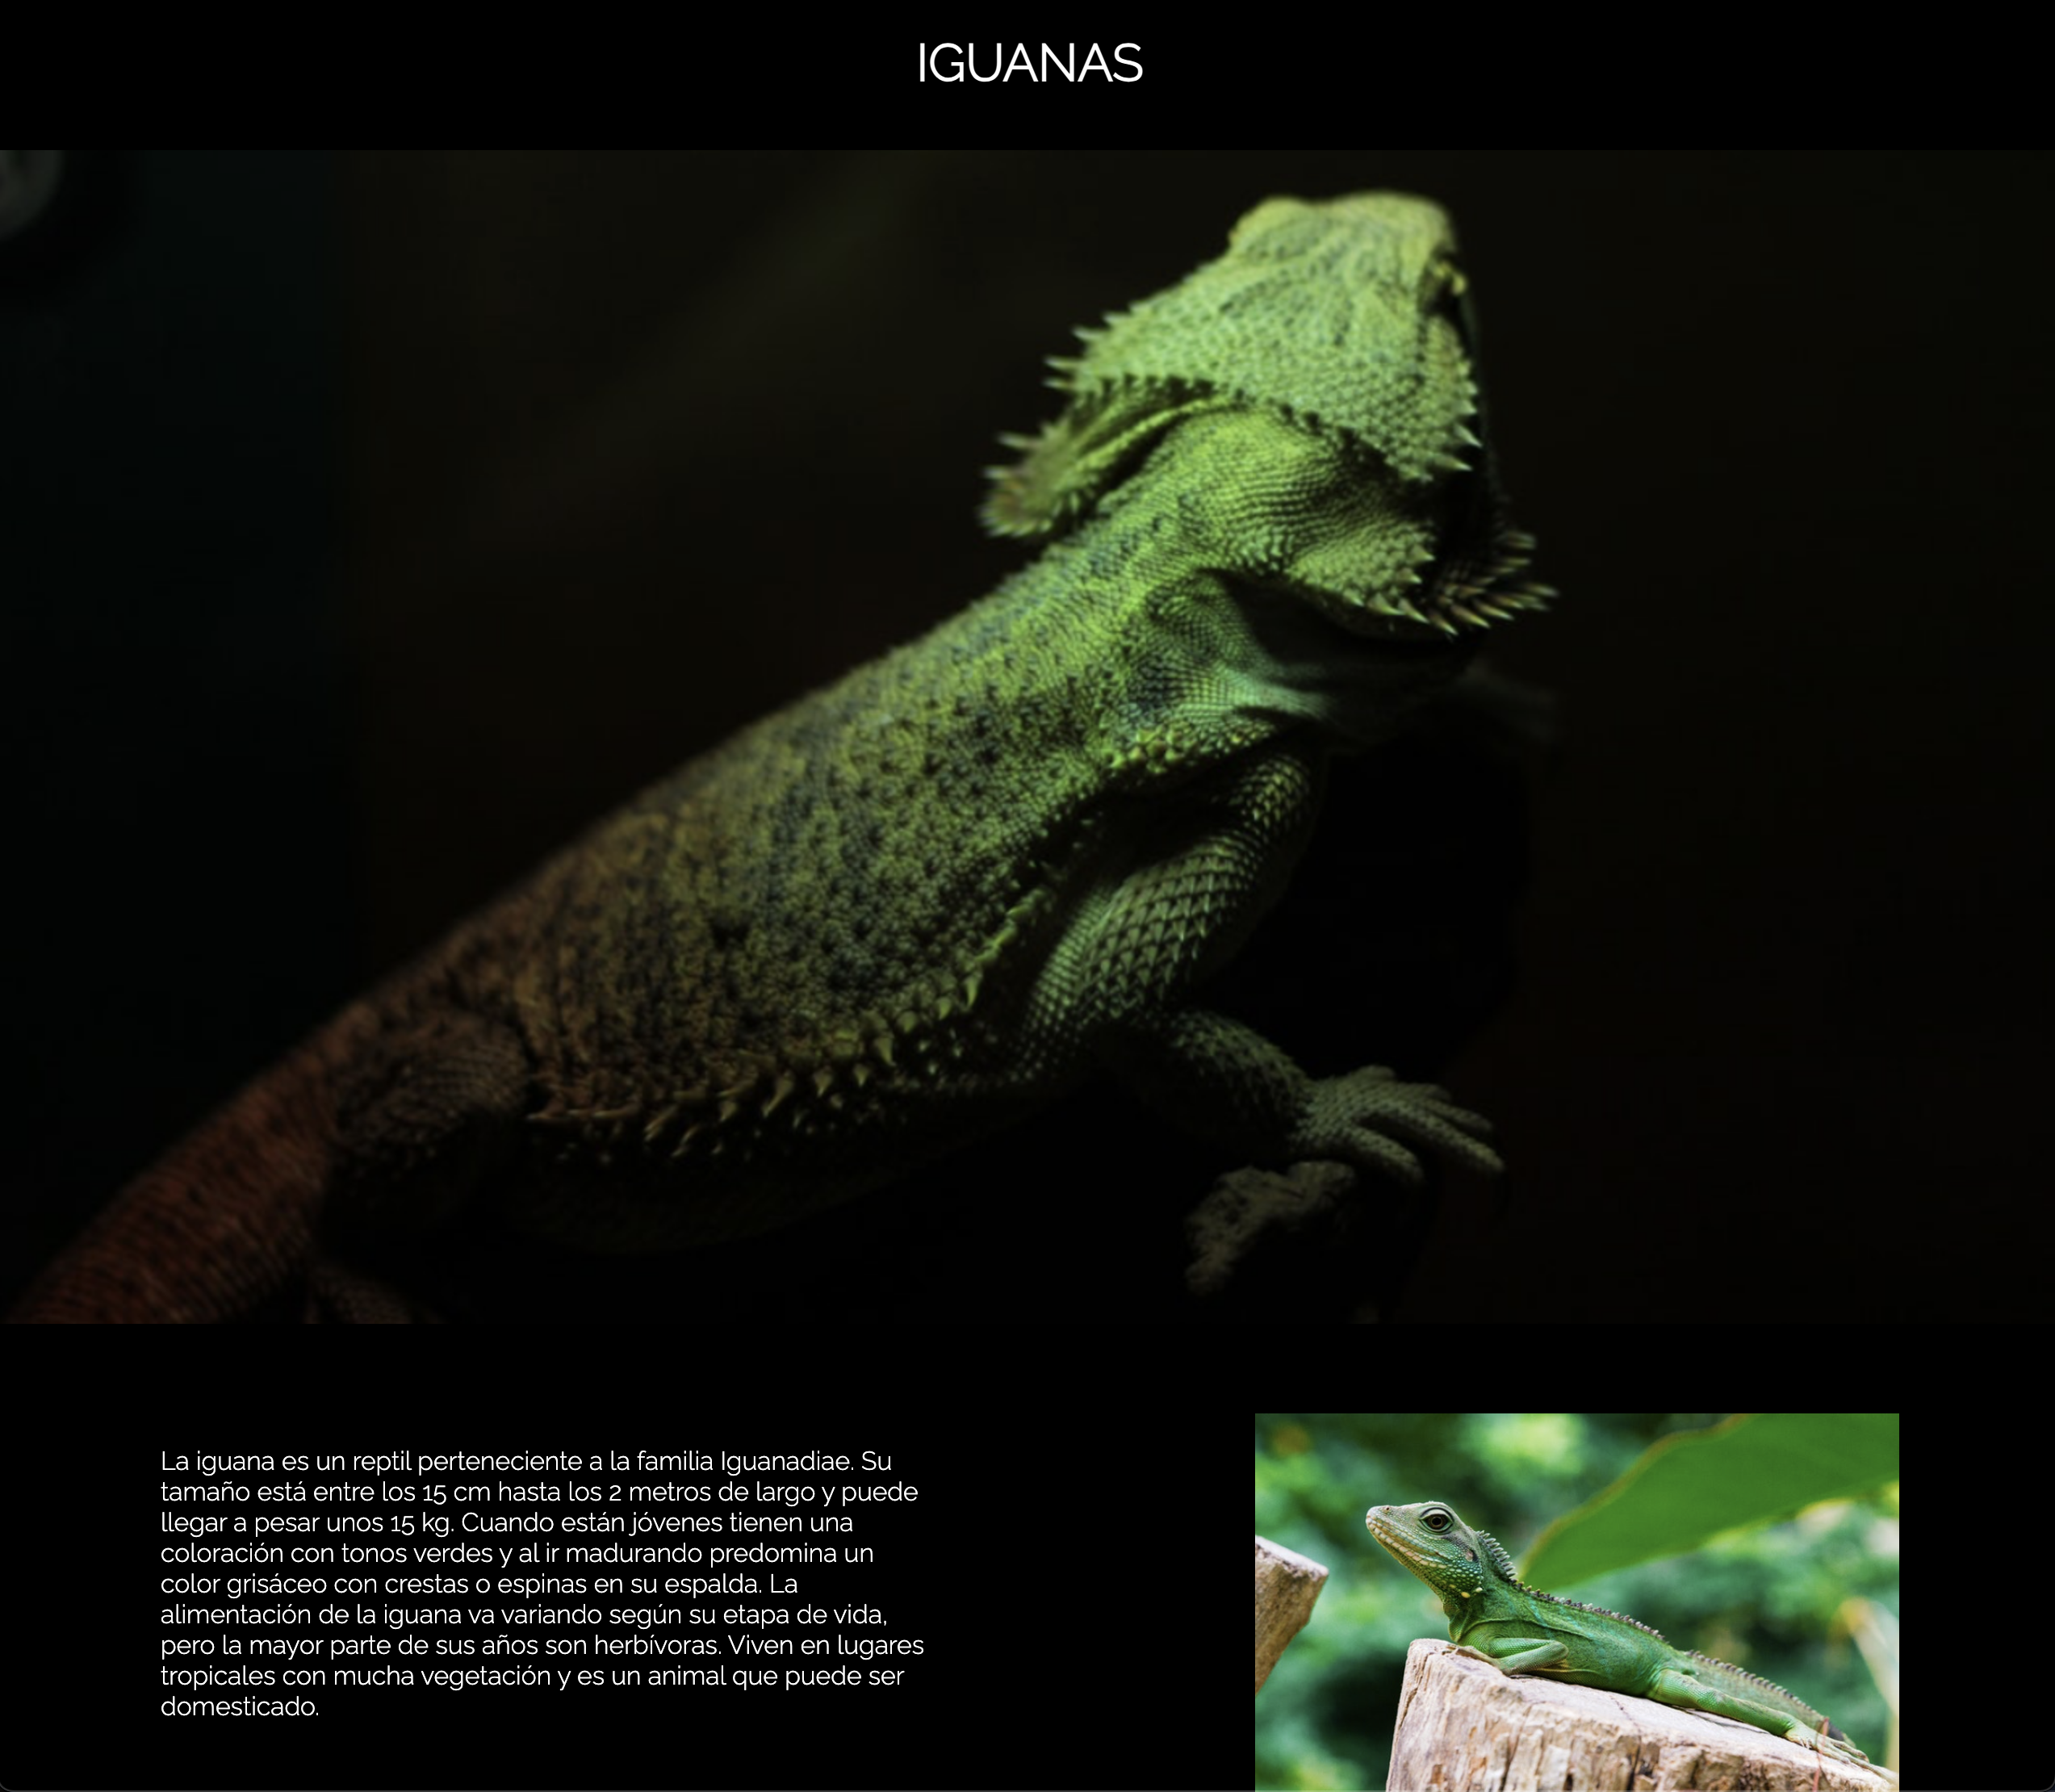 IGUANAS
La iguana es un reptil perteneciente a la familia Iguanadiae. Su
tamaño está entre los 15 cm hasta los 2 metros de largo y puede
llegar a pesar unos 15 kg. Cuando están jóvenes tienen una
coloración con tonos verdes y al ir madurando predomina un
color grisáceo con crestas o espinas en su espalda. La
alimentación de la iguana va variando según su etapa de vida,
pero la mayor parte de sus años son herbívoras. Viven en lugares
tropicales con mucha vegetación y es un animal que puede ser
domesticado.